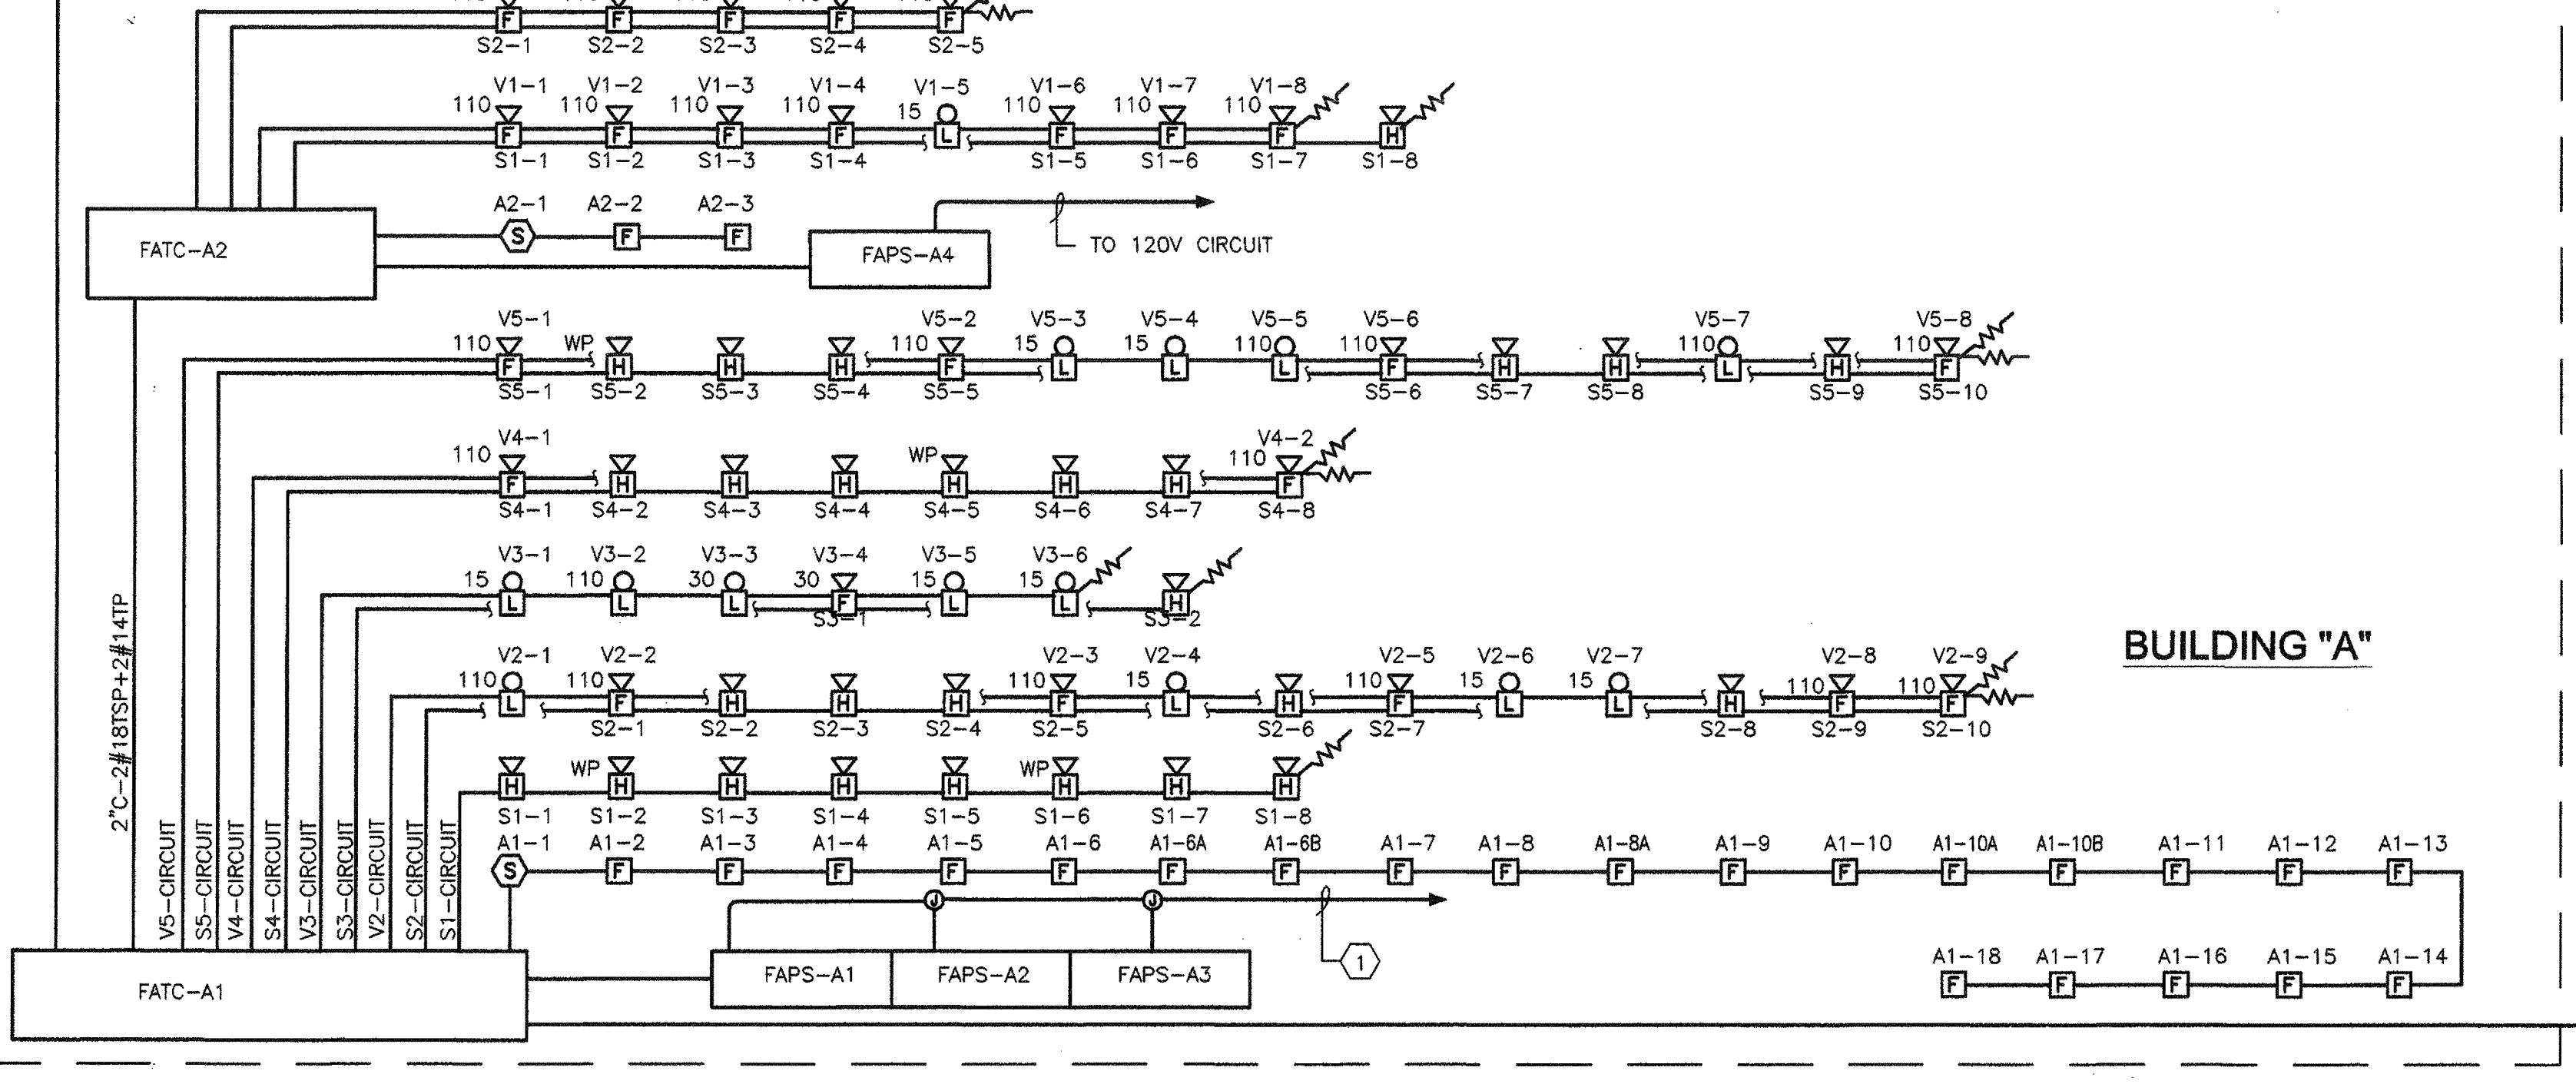 F F F F F
S2-1 S2-2 S2-3 S2-4 S2-5
V1-1 V1-2 V1-3 V1-4 V1-5 V1-6 V1-7 V1-8
110 110 110 110 15 110 110 110
F F F F L F F F H
S1-1 S1-2 S1-3 S1-4 S1-5 S1-6 S1-7 S1-8
A2-1 A2-2 A2-3
S F F
FATC-A2
FAPS-A4
TO 120V CIRCUIT
V5-1 V5-2 V5-3 V5-4 V5-5 V5-6 V5-7 V5-8
110 WP 110 15 15 110 110 110 110
F H H H F L L L F H H L H F
S5-1 S5-2 S5-3 S5-4 S5-5 S5-6 S5-7 S5-8 S5-9 S5-10
V4-1 V4-2
110 WP 110
F H H H H H H F
S4-1 S4-2 S4-3 S4-4 S4-5 S4-6 S4-7 S4-8
V3-1 V3-2 V3-3 V3-4 V3-5 V3-6
15 110 30 30 15 15
L L L F L L H
S3-1 S3-2
BUILDING "A"
V2-1 V2-2 V2-3 V2-4 V2-5 V2-6 V2-7 V2-8 V2-9
110 110 110 15 110 15 15 110 110
L F H H H F L H F L L H F F
S2-1 S2-2 S2-3 S2-4 S2-5 S2-6 S2-7 S2-8 S2-9 S2-10
WP WP
H H H H H H H H
S1-1 S1-2 S1-3 S1-4 S1-5 S1-6 S1-7 S1-8
A1-1 A1-2 A1-3 A1-4 A1-5 A1-6 A1-6A A1-6B A1-7 A1-8 A1-8A A1-9 A1-10 A1-10A A1-10B A1-11 A1-12 A1-13
S F F F F F F F F F F F F F F F F F
J J
A1-18 A1-17 A1-16 A1-15 A1-14
F F F F F
1
2"C-2#18TSP+2#14TP
V5-CIRCUIT
S5-CIRCUIT
V4-CIRCUIT
S4-CIRCUIT
V3-CIRCUIT
S3-CIRCUIT
V2-CIRCUIT
S2-CIRCUIT
S1-CIRCUIT
FATC-A1
FAPS-A1 FAPS-A2 FAPS-A3